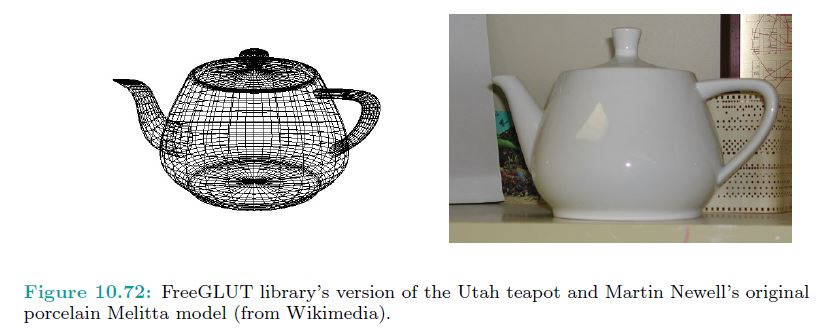 Figure 10.72: FreeGLUT library's version of the Utah teapot and Martin Newell's original
porcelain Melitta model (from Wikimedia).